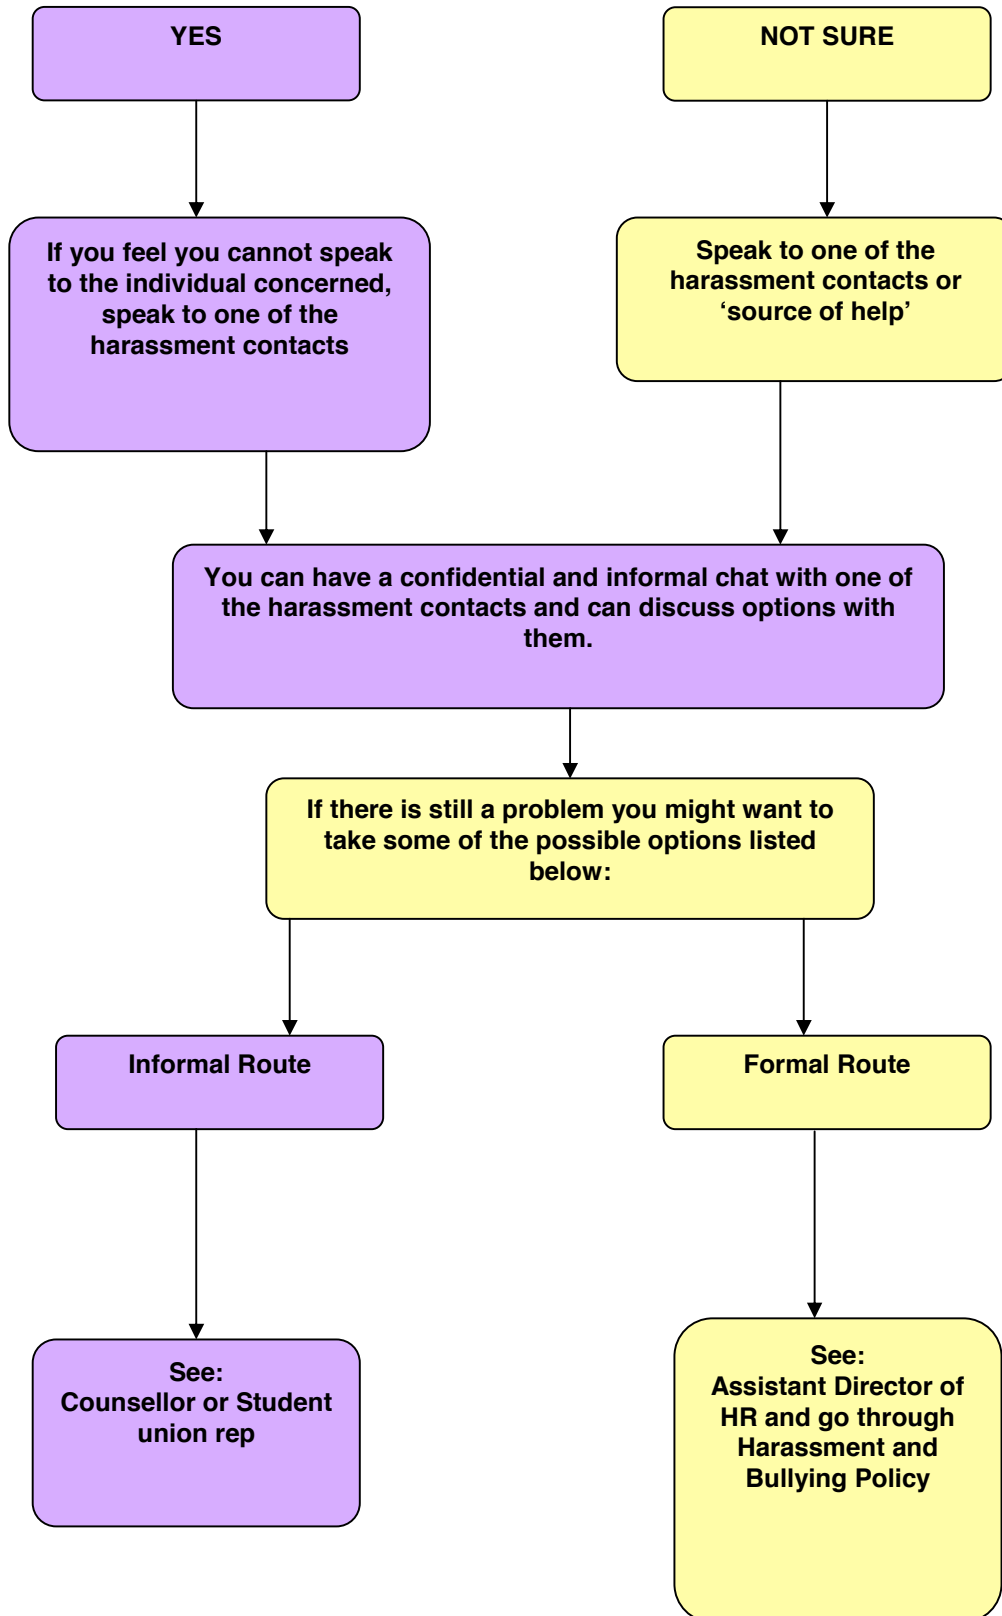 YES
NOT SURE
If you feel you cannot speak
to the individual concerned,
speak to one of the
harassment contacts
Speak to one of the
harassment contacts or
‘source of help’
You can have a confidential and informal chat with one of
the harassment contacts and can discuss options with
them.
If there is still a problem you might want to
take some of the possible options listed
below:
Informal Route
Formal Route
See:
Counsellor or Student
union rep
See:
Assistant Director of
HR and go through
Harassment and
Bullying Policy